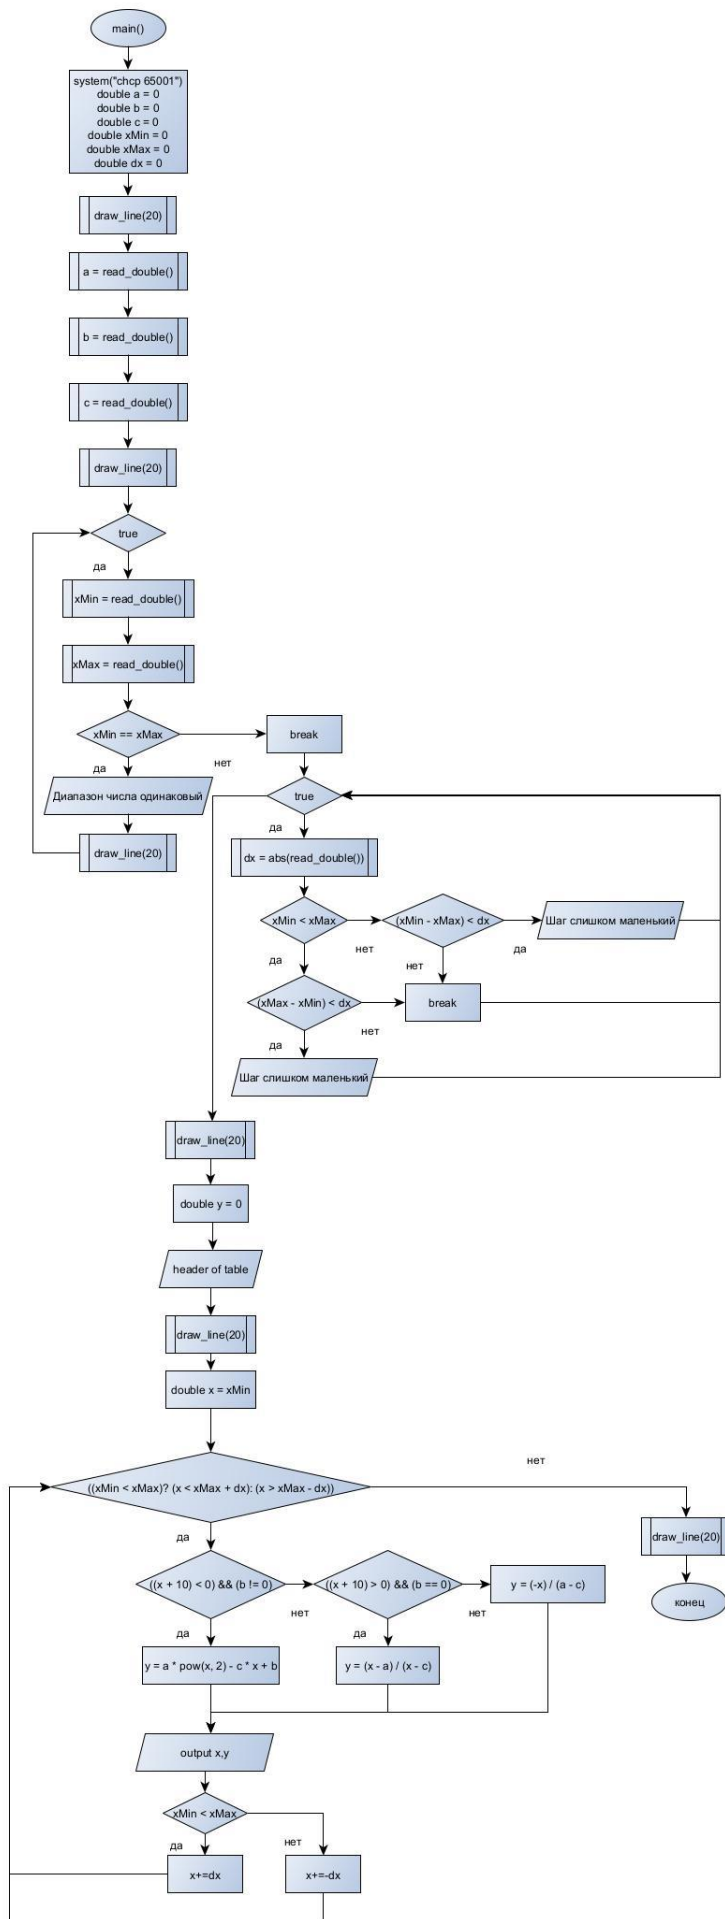 main()
system("chcp 65001")
double a = 0
double b = 0
double c = 0
double xMin = 0
double xMax = 0
double dx = 0
draw_line(20)
a = read_double()
b = read_double()
c = read_double()
draw_line(20)
true
да
xMin = read_double()
xMax = read_double()
xMin == xMax
break
да
нет
Диапазон числа одинаковый
true
draw_line(20)
да
dx = abs(read_double())
xMin < xMax
(xMin - xMax) < dx
Шаг слишком маленький
да
нет
нет
да
(xMax - xMin) < dx
break
да
нет
Шаг слишком маленький
draw_line(20)
double y = 0
header of table
draw_line(20)
double x = xMin
нет
((xMin < xMax)? (x < xMax + dx): (x > xMax - dx))
да
draw_line(20)
((x + 10) < 0) && (b != 0)
((x + 10) > 0) && (b == 0)
y = (-x) / (a - c)
конец
да
нет
да
нет
y = a * pow(x, 2) - c * x + b
y = (x - a) / (x - c)
output x,y
xMin < xMax
да
нет
x+=dx
x+=-dx